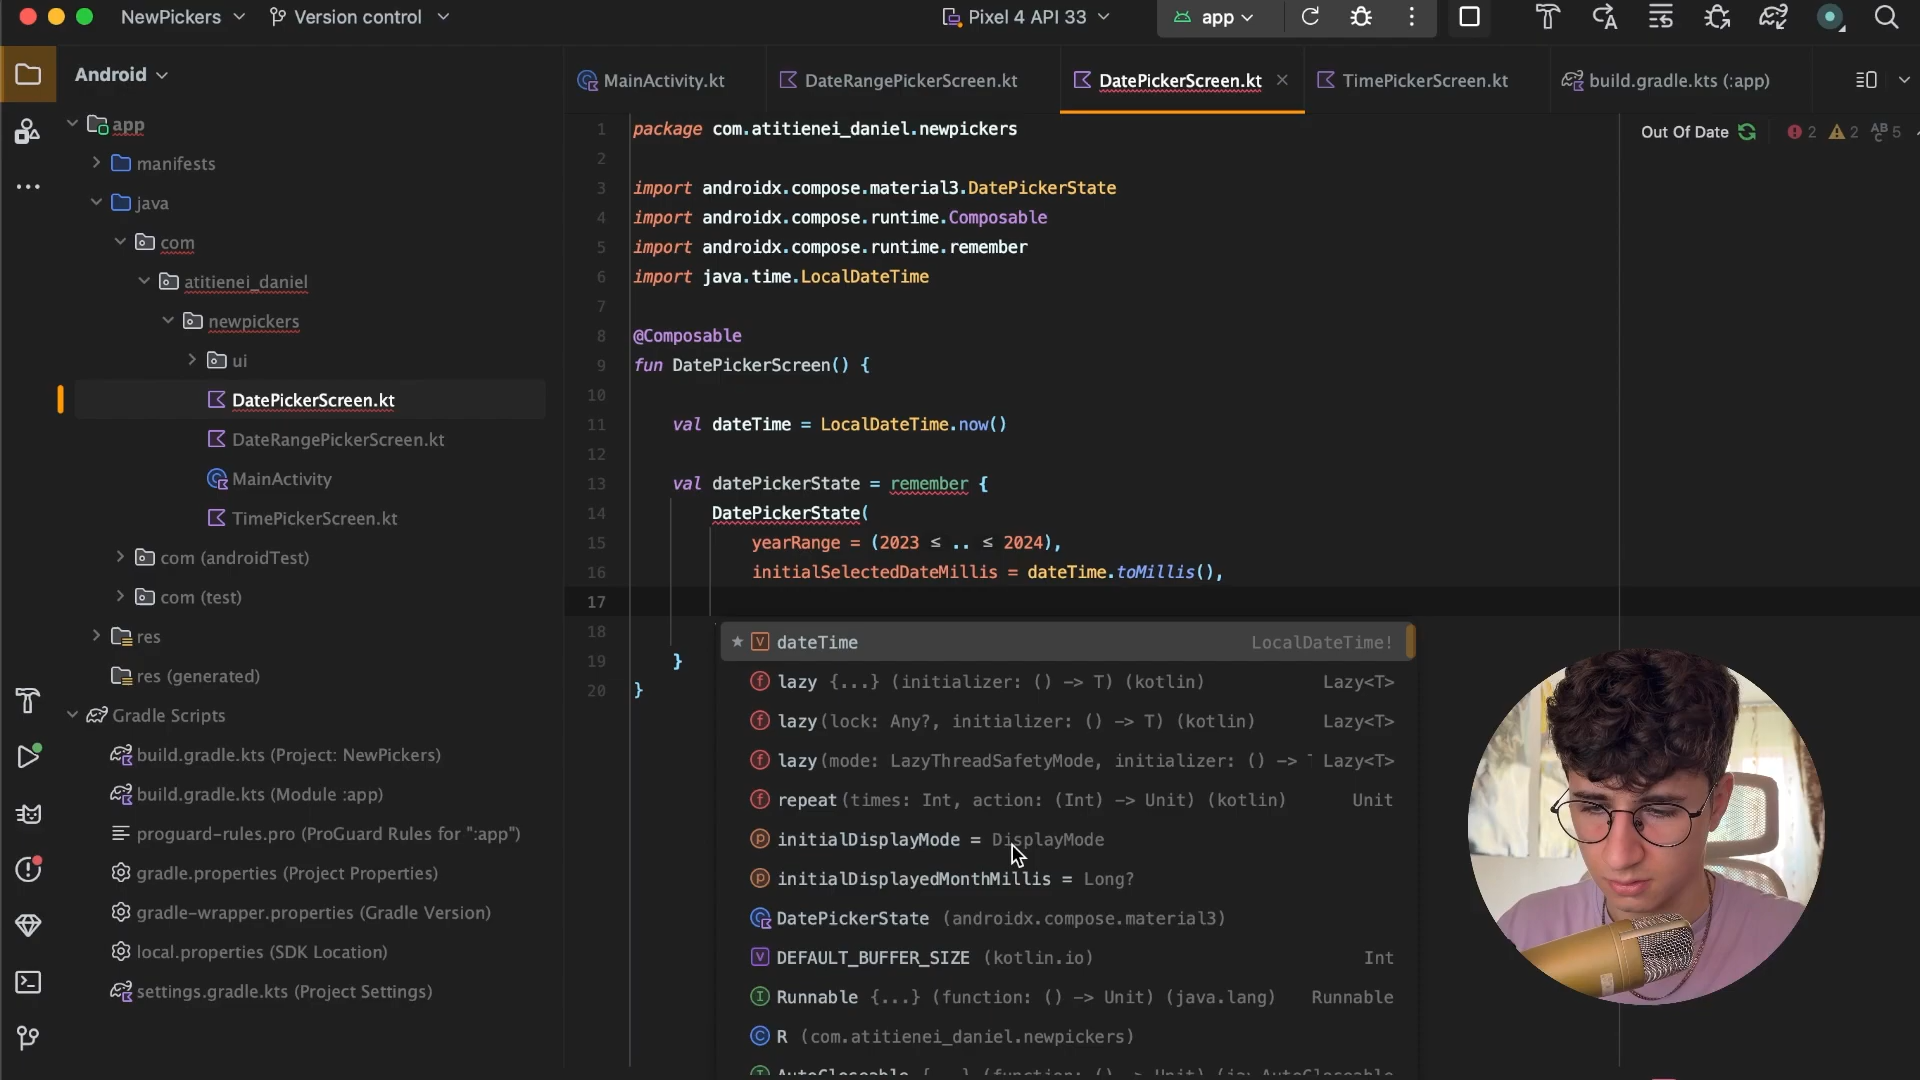 NewPickers
Version control
Pixel 4 API 33
app
Android
MainActivity.kt
DateRangePickerScreen.kt
DatePickerScreen.kt
TimePickerScreen.kt
build.gradle.kts (:app)
app
manifests
java
com
atitienei_daniel
newpickers
ui
DatePickerScreen.kt
DateRangePickerScreen.kt
MainActivity
TimePickerScreen.kt
com (androidTest)
com (test)
res
res (generated)
Gradle Scripts
build.gradle.kts (Project: NewPickers)
build.gradle.kts (Module :app)
proguard-rules.pro (ProGuard Rules for ":app")
gradle.properties (Project Properties)
gradle-wrapper.properties (Gradle Version)
local.properties (SDK Location)
settings.gradle.kts (Project Settings)
Out Of Date 2 2 5
1 package com.atitienei_daniel.newpickers
2
3 import androidx.compose.material3.DatePickerState
4 import androidx.compose.runtime.Composable
5 import androidx.compose.runtime.remember
6 import java.time.LocalDateTime
7
8 @Composable
9 fun DatePickerScreen() {
10
11 val dateTime = LocalDateTime.now()
12
13 val datePickerState = remember {
14 DatePickerState(
15 yearRange = (2023 ≤ .. ≤ 2024),
16 initialSelectedDateMillis = dateTime.toMillis(),
17
18
19 }
20 }
dateTime LocalDateTime!
lazy {...} (initializer: () -> T) (kotlin) Lazy<T>
lazy(lock: Any?, initializer: () -> T) (kotlin) Lazy<T>
lazy(mode: LazyThreadSafetyMode, initializer: () -> Lazy<T>
repeat(times: Int, action: (Int) -> Unit) (kotlin) Unit
initialDisplayMode = DisplayMode
initialDisplayedMonthMillis = Long?
DatePickerState (androidx.compose.material3)
DEFAULT_BUFFER_SIZE (kotlin.io) Int
Runnable {...} (function: () -> Unit) (java.lang) Runnable
R (com.atitienei_daniel.newpickers)